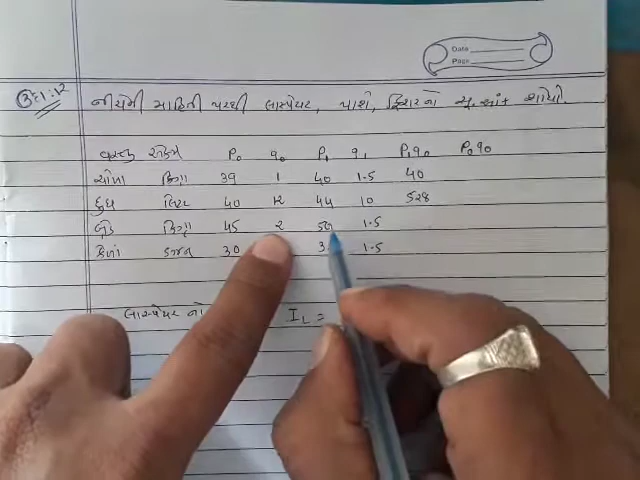 Date
Page
ઉદા:12 નીચેની માહિતી પરથી લાસ્પેયર, પાશે, ફિશરનો સૂ.આંક શોધો.
વસ્તુ એકમ P₀ q₀ P₁ q₁ P₁q₀ P₀q₀
ચોખા કિગ્રા 39 1 40 1.5 40
દુધ લિટર 40 12 44 10 528
બ્રેડ કિગ્રા 45 2 50 1.5
કેળાં ડઝન 30 1.5
લાસ્પેયર નો I_L =